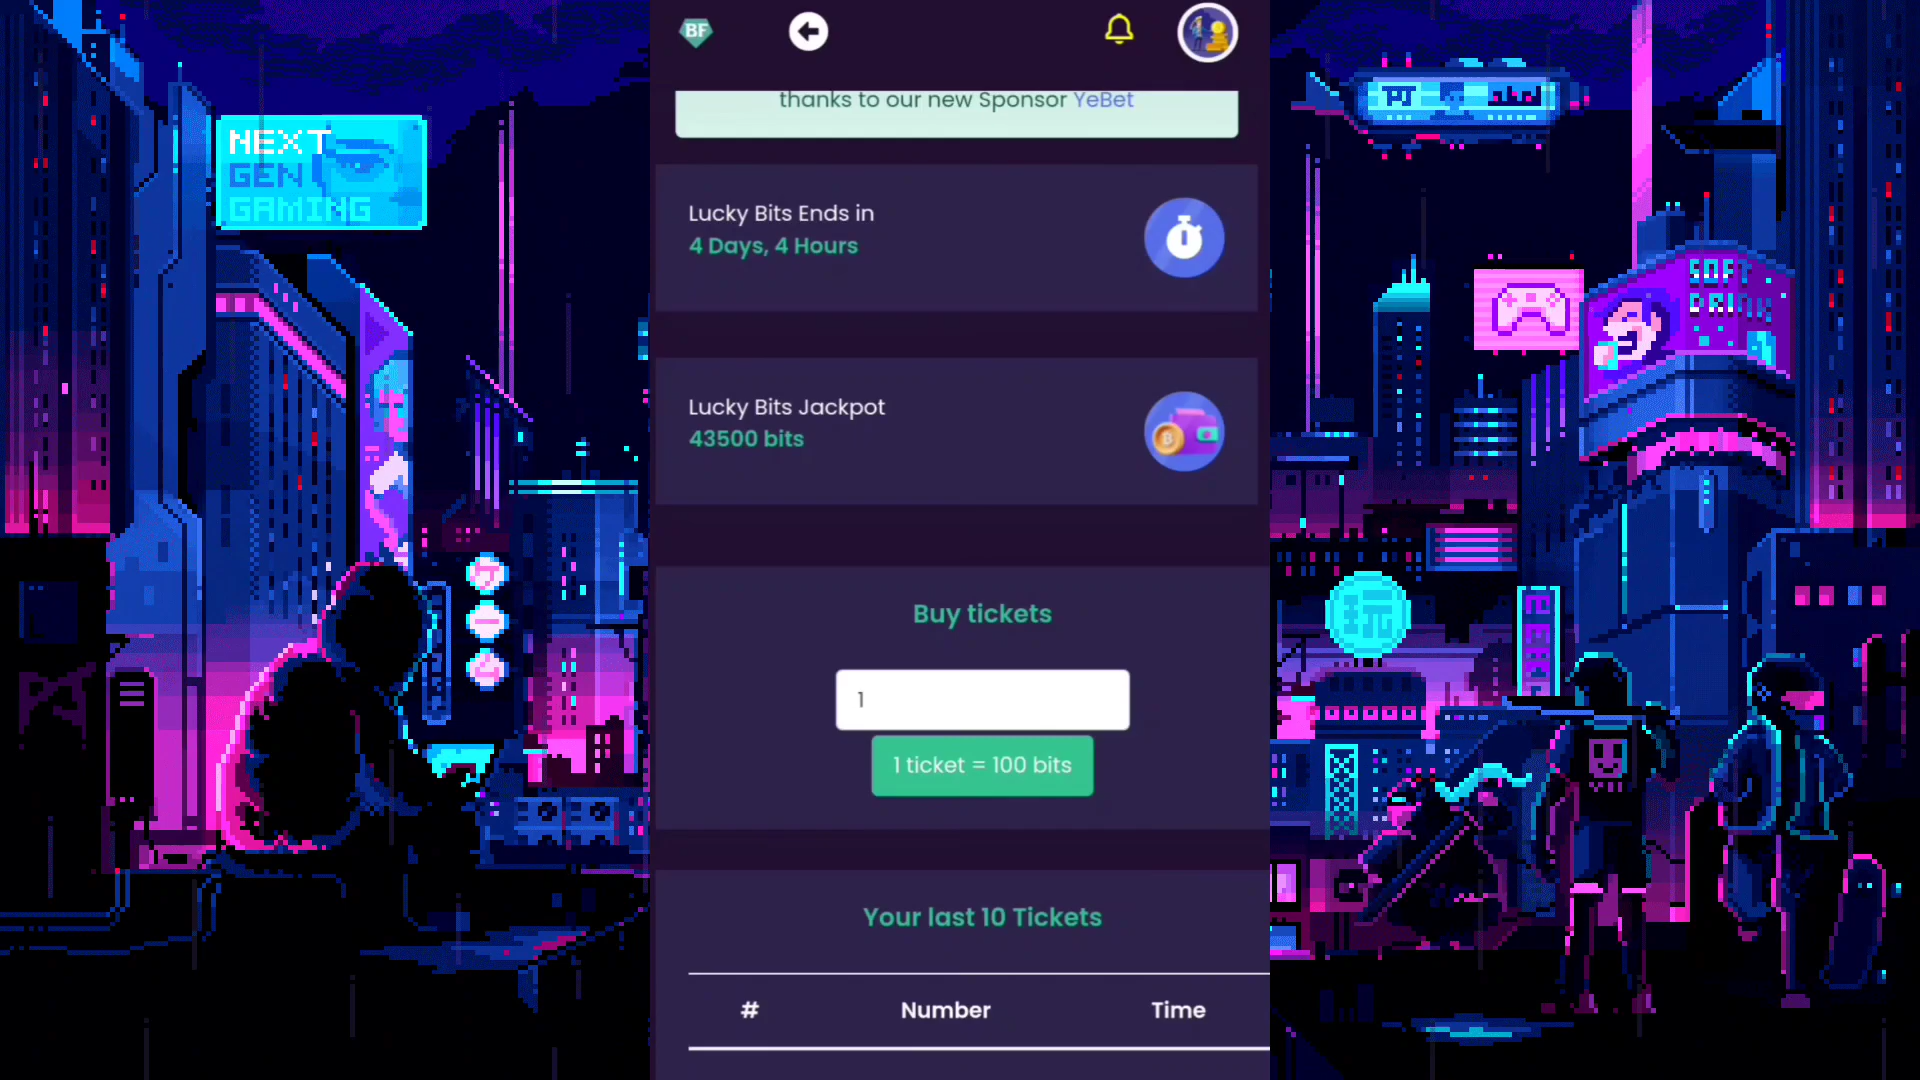 BF
thanks to our new Sponsor YeBet
NEXT
GEN
GAMING
Lucky Bits Ends in
4 Days, 4 Hours
Lucky Bits Jackpot
43500 bits
Buy tickets
1
1 ticket = 100 bits
Your last 10 Tickets
# Number Time